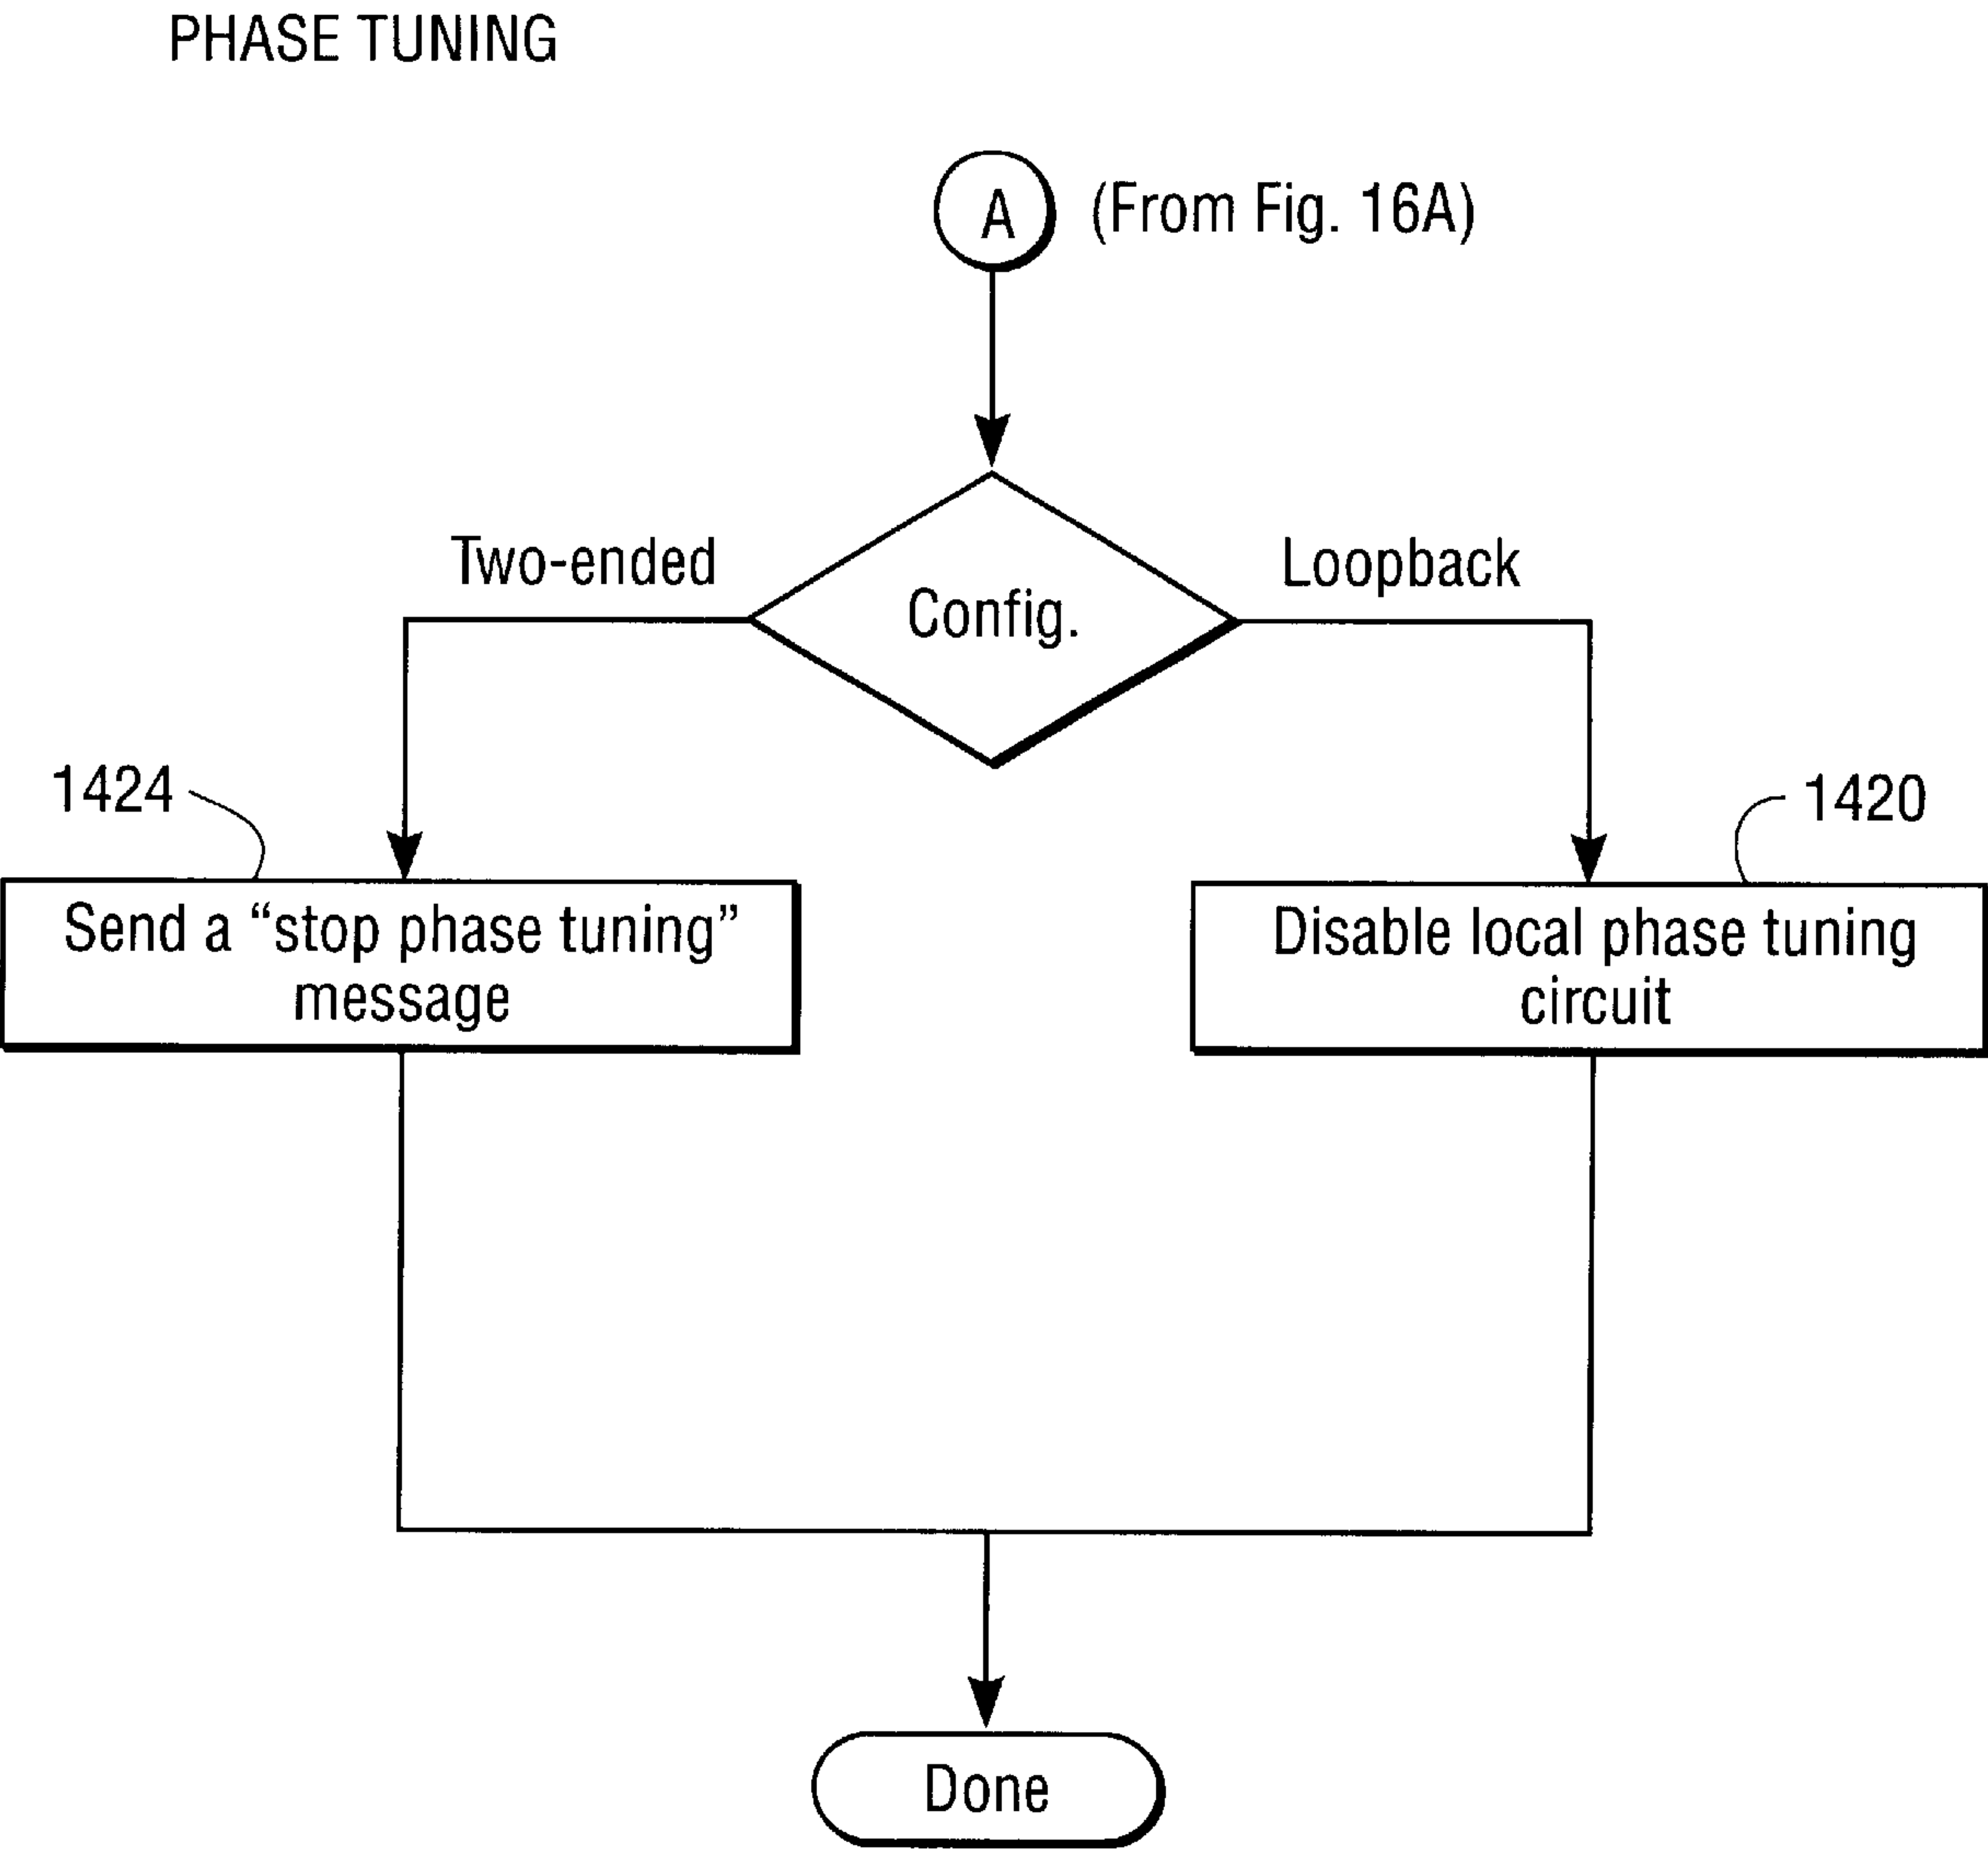 PHASE TUNING
A
(From Fig. 16A)
Two-ended
Config.
Loopback
1424
1420
Send a “stop phase tuning”
message
Disable local phase tuning
circuit
Done